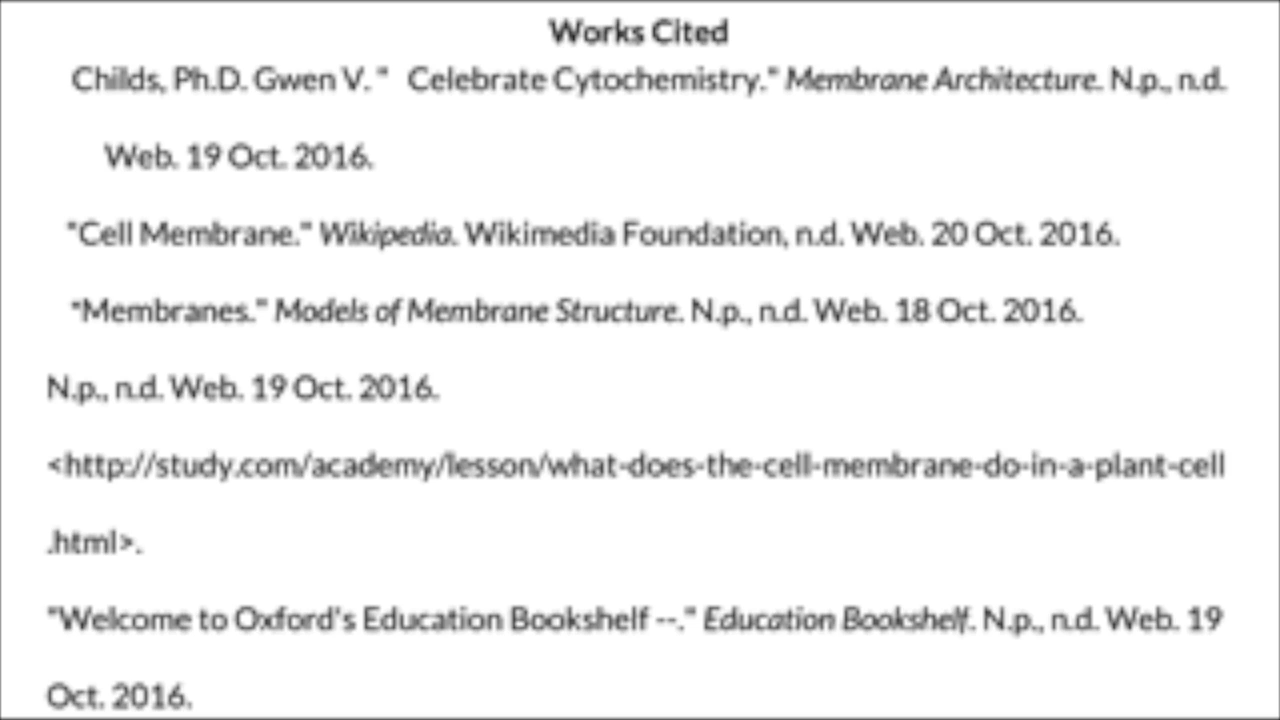 Works Cited
Childs, Ph.D. Gwen V. " Celebrate Cytochemistry." Membrane Architecture. N.p., n.d.
Web. 19 Oct. 2016.
"Cell Membrane." Wikipedia. Wikimedia Foundation, n.d. Web. 20 Oct. 2016.
"Membranes." Models of Membrane Structure. N.p., n.d. Web. 18 Oct. 2016.
N.p., n.d. Web. 19 Oct. 2016.
<http://study.com/academy/lesson/what-does-the-cell-membrane-do-in-a-plant-cell
.html>.
"Welcome to Oxford's Education Bookshelf --." Education Bookshelf. N.p., n.d. Web. 19
Oct. 2016.